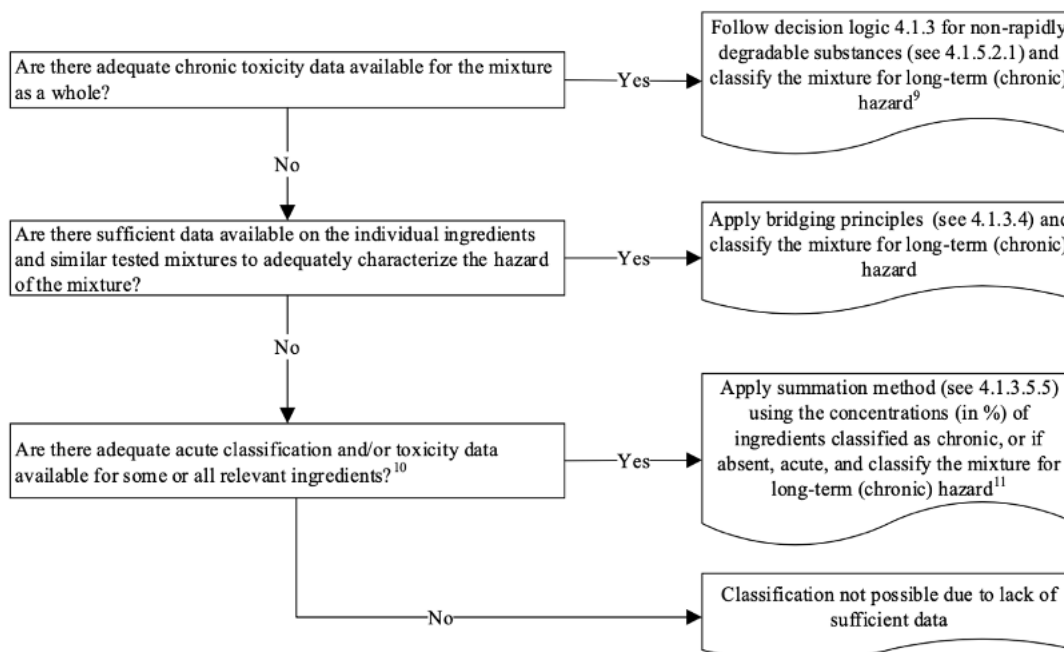 Are there adequate chronic toxicity data available for the mixture
as a whole?
Yes
Follow decision logic 4.1.3 for non-rapidly
degradable substances (see 4.1.5.2.1) and
classify the mixture for long-term (chronic)
hazard9
No
Are there sufficient data available on the individual ingredients
and similar tested mixtures to adequately characterize the hazard
of the mixture?
Yes
Apply bridging principles (see 4.1.3.4) and
classify the mixture for long-term (chronic)
hazard
No
Are there adequate acute classification and/or toxicity data
available for some or all relevant ingredients?10
Yes
Apply summation method (see 4.1.3.5.5)
using the concentrations (in %) of
ingredients classified as chronic, or if
absent, acute, and classify the mixture for
long-term (chronic) hazard11
No
Classification not possible due to lack of
sufficient data